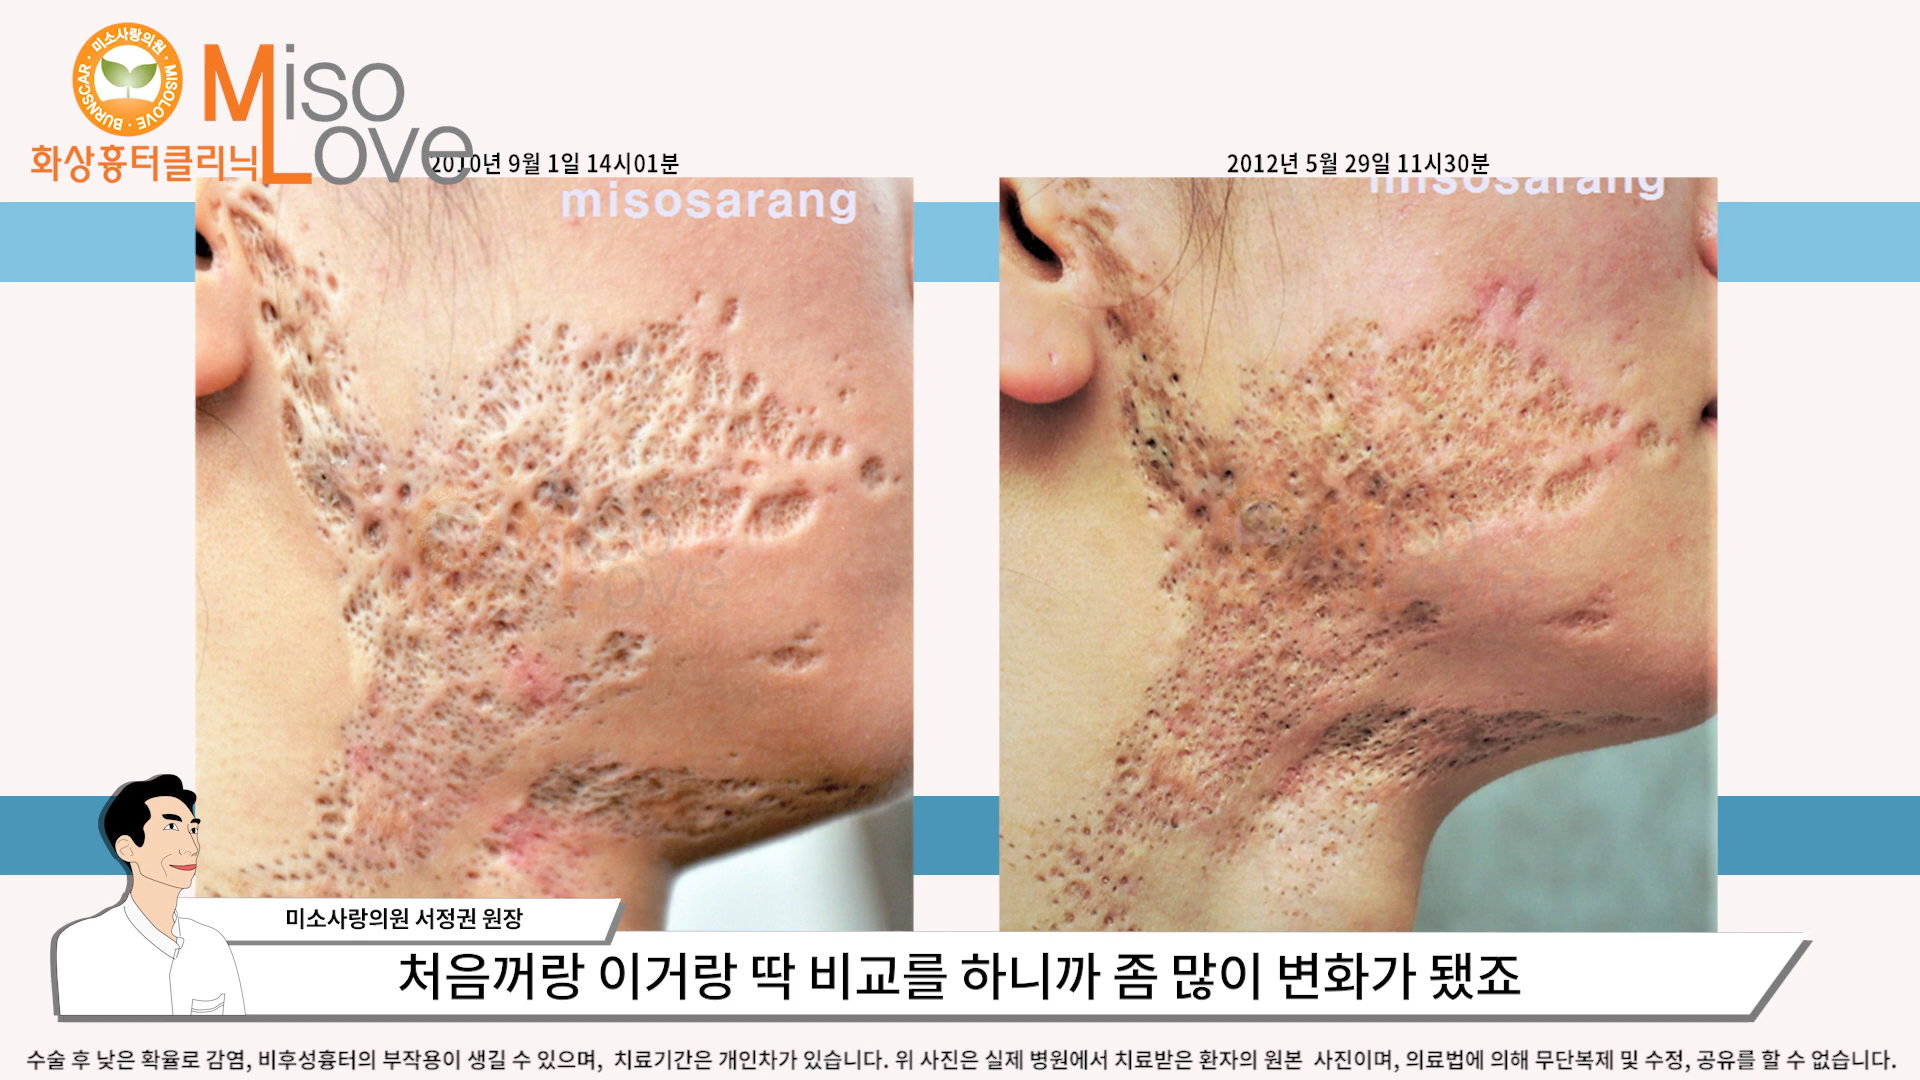 미소사랑의원 · MISOLOVE · BURNSCAR ·
Miso
Love
화상흉터클리닉
2010년 9월 1일 14시01분
2012년 5월 29일 11시30분
misosarang
misosarang
미소사랑의원 서정권 원장
처음꺼랑 이거랑 딱 비교를 하니까 좀 많이 변화가 됐죠
수술 후 낮은 확율로 감염, 비후성흉터의 부작용이 생길 수 있으며, 치료기간은 개인차가 있습니다. 위 사진은 실제 병원에서 치료받은 환자의 원본 사진이며, 의료법에 의해 무단복제 및 수정, 공유를 할 수 없습니다.